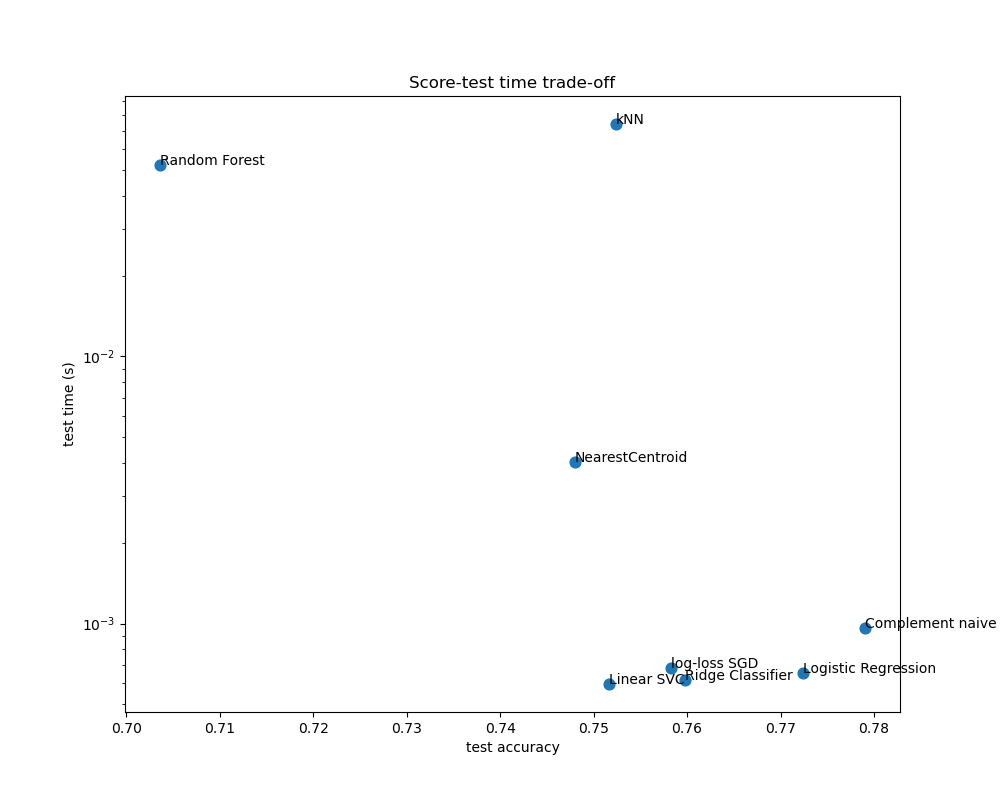 Score-test time trade-off
kNN
Random Forest
10⁻²
test time (s)
NearestCentroid
10⁻³
Complement naive
log-loss SGD
Logistic Regression
Ridge Classifier
Linear SVC
0.70 0.71 0.72 0.73 0.74 0.75 0.76 0.77 0.78
test accuracy